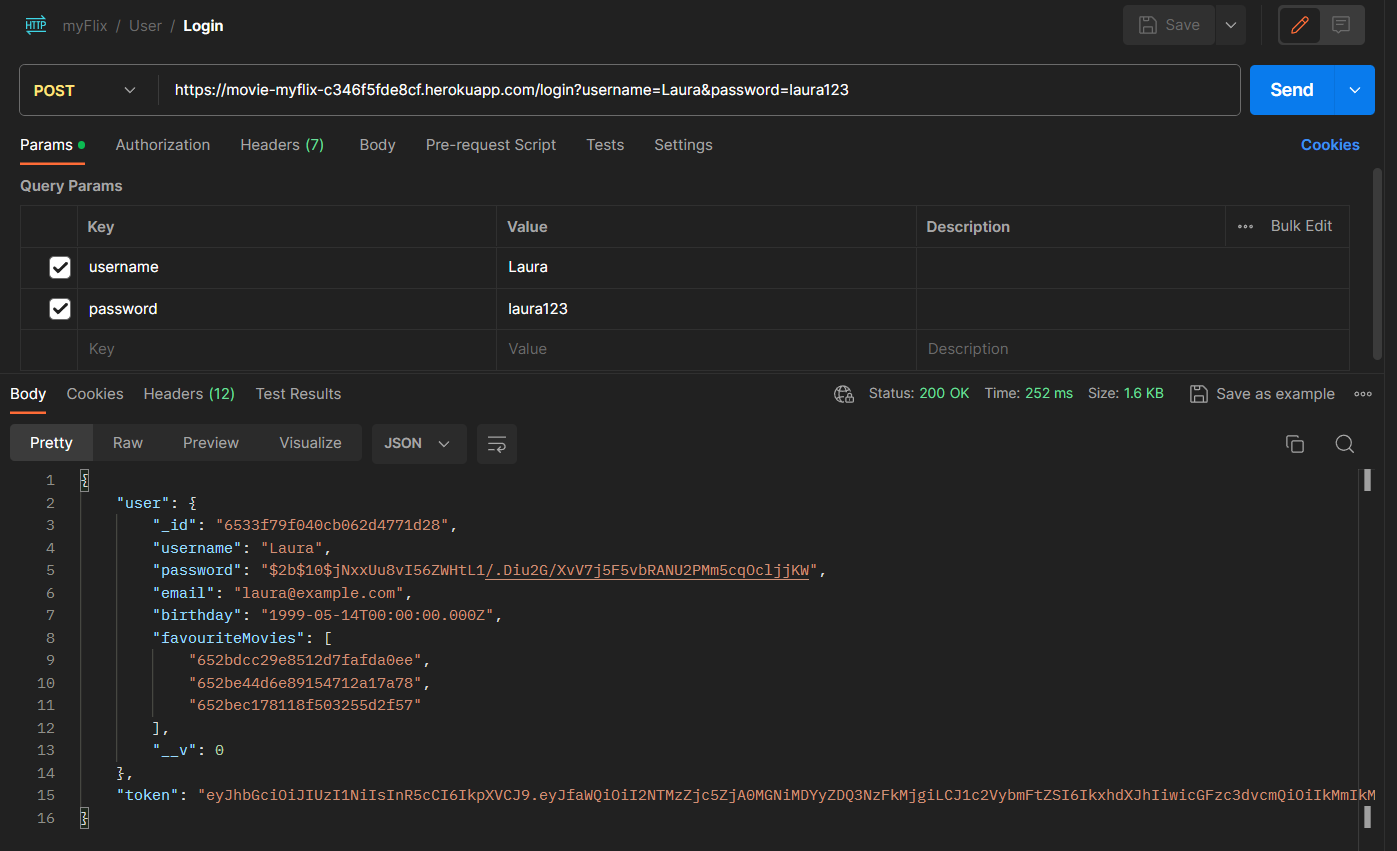 HTTP myFlix / User / Login Save
POST https://movie-myflix-c346f5fde8cf.herokuapp.com/login?username=Laura&password=laura123 Send
Params Authorization Headers (7) Body Pre-request Script Tests Settings Cookies
Query Params
Key Value Description ••• Bulk Edit
username Laura
password laura123
Key Value Description
Body Cookies Headers (12) Test Results Status: 200 OK Time: 252 ms Size: 1.6 KB Save as example
Pretty Raw Preview Visualize JSON
1 {
2 "user": {
3 "_id": "6533f79f040cb062d4771d28",
4 "username": "Laura",
5 "password": "$2b$10$jNxxUu8vI56ZWHtL1/.Diu2G/XvV7j5F5vbRANU2PMm5cqOcljjKW",
6 "email": "laura@example.com",
7 "birthday": "1999-05-14T00:00:00.000Z",
8 "favouriteMovies": [
9 "652bdcc29e8512d7fafda0ee",
10 "652be44d6e89154712a17a78",
11 "652bec178118f503255d2f57"
12 ],
13 "__v": 0
14 },
15 "token": "eyJhbGciOiJIUzI1NiIsInR5cCI6IkpXVCJ9.eyJfaWQiOiI2NTMzZjc5ZjA0MGNiMDYyZDQ3NzFkMjgiLCJ1c2VybmFtZSI6IkxhdXJhIiwicGFzc3dvcmQiOiIkMmIkM
16 }